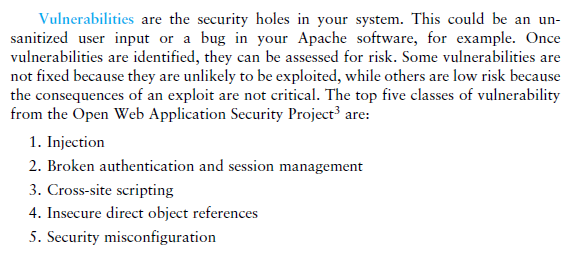 Vulnerabilities are the security holes in your system. This could be an un-
sanitized user input or a bug in your Apache software, for example. Once
vulnerabilities are identified, they can be assessed for risk. Some vulnerabilities are
not fixed because they are unlikely to be exploited, while others are low risk because
the consequences of an exploit are not critical. The top five classes of vulnerability
from the Open Web Application Security Project³ are:
1. Injection
2. Broken authentication and session management
3. Cross-site scripting
4. Insecure direct object references
5. Security misconfiguration